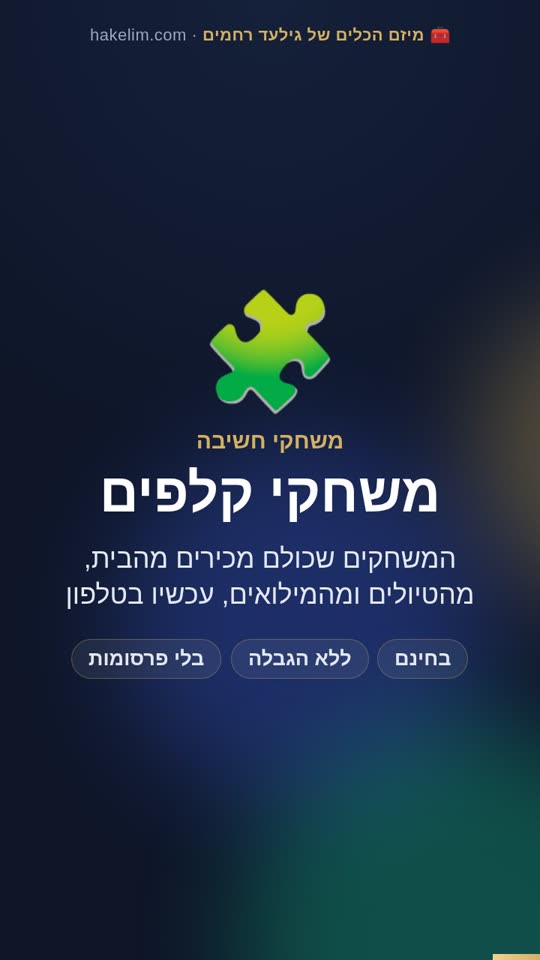 🧰 מיזם הכלים של גילעד רחמים · hakelim.com
משחקי חשיבה
משחקי קלפים
המשחקים שכולם מכירים מהבית,
מהטיולים ומהמילואים, עכשיו בטלפון
בחינם
ללא הגבלה
בלי פרסומות